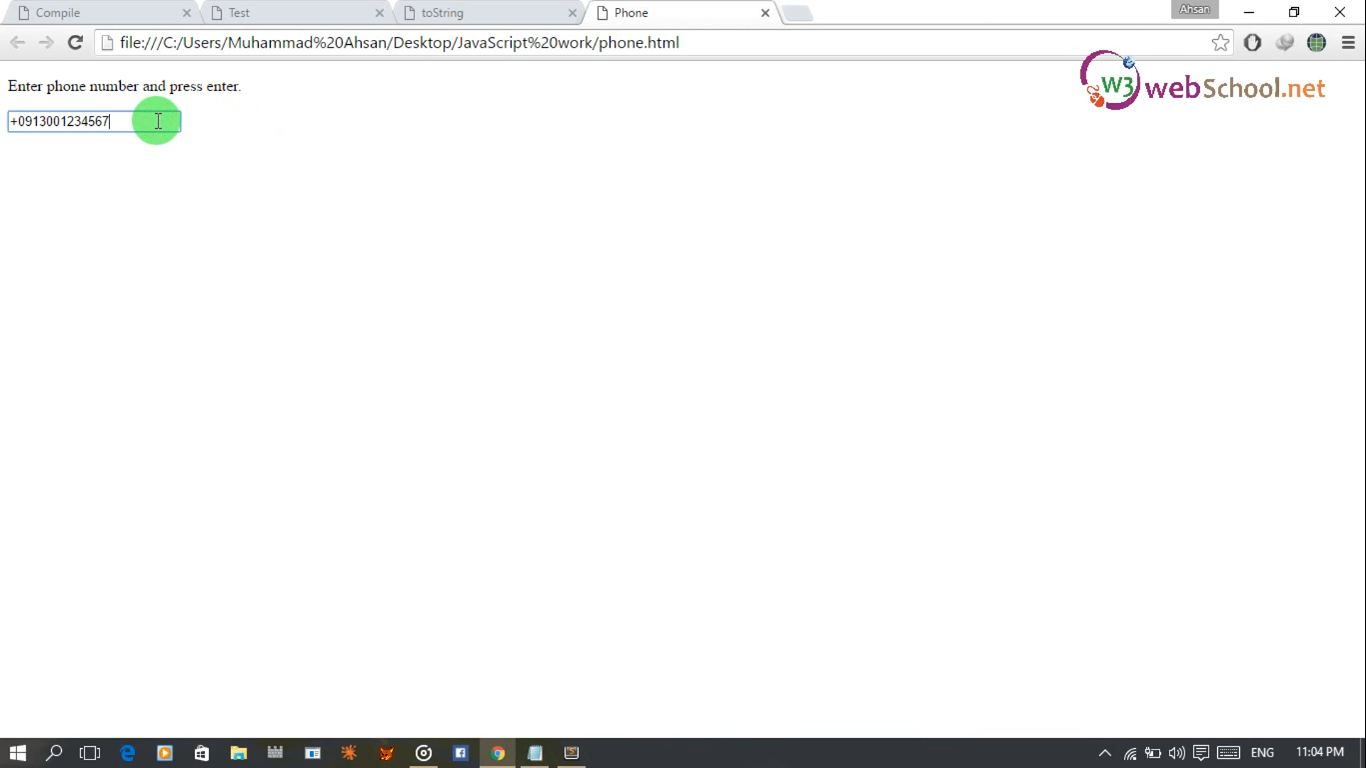 Compile
Test
toString
Phone
Ahsan
file:///C:/Users/Muhammad%20Ahsan/Desktop/JavaScript%20work/phone.html
W3 webSchool.net
Enter phone number and press enter.
+0913001234567
ENG
11:04 PM